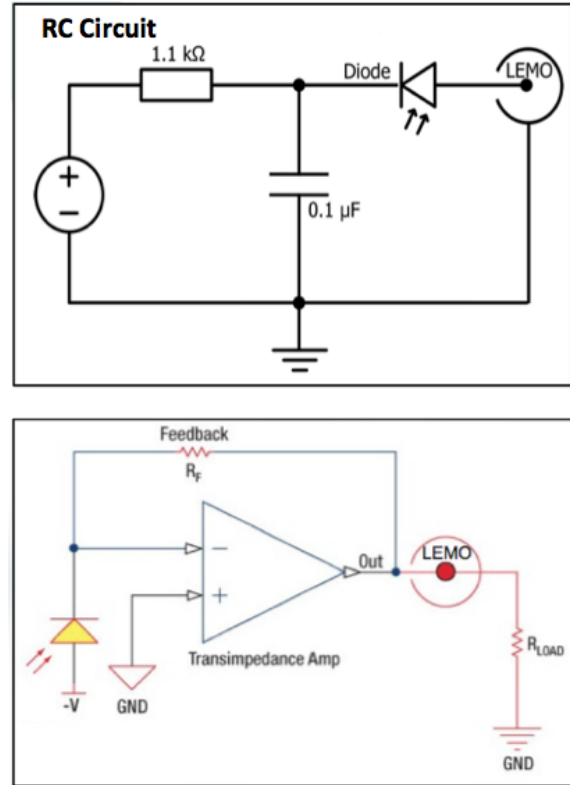 RC Circuit
1.1 kΩ
Diode
LEMO
+
−
0.1 µF
Feedback
RF
−
+
Out
LEMO
Transimpedance Amp
RLOAD
-V
GND
GND